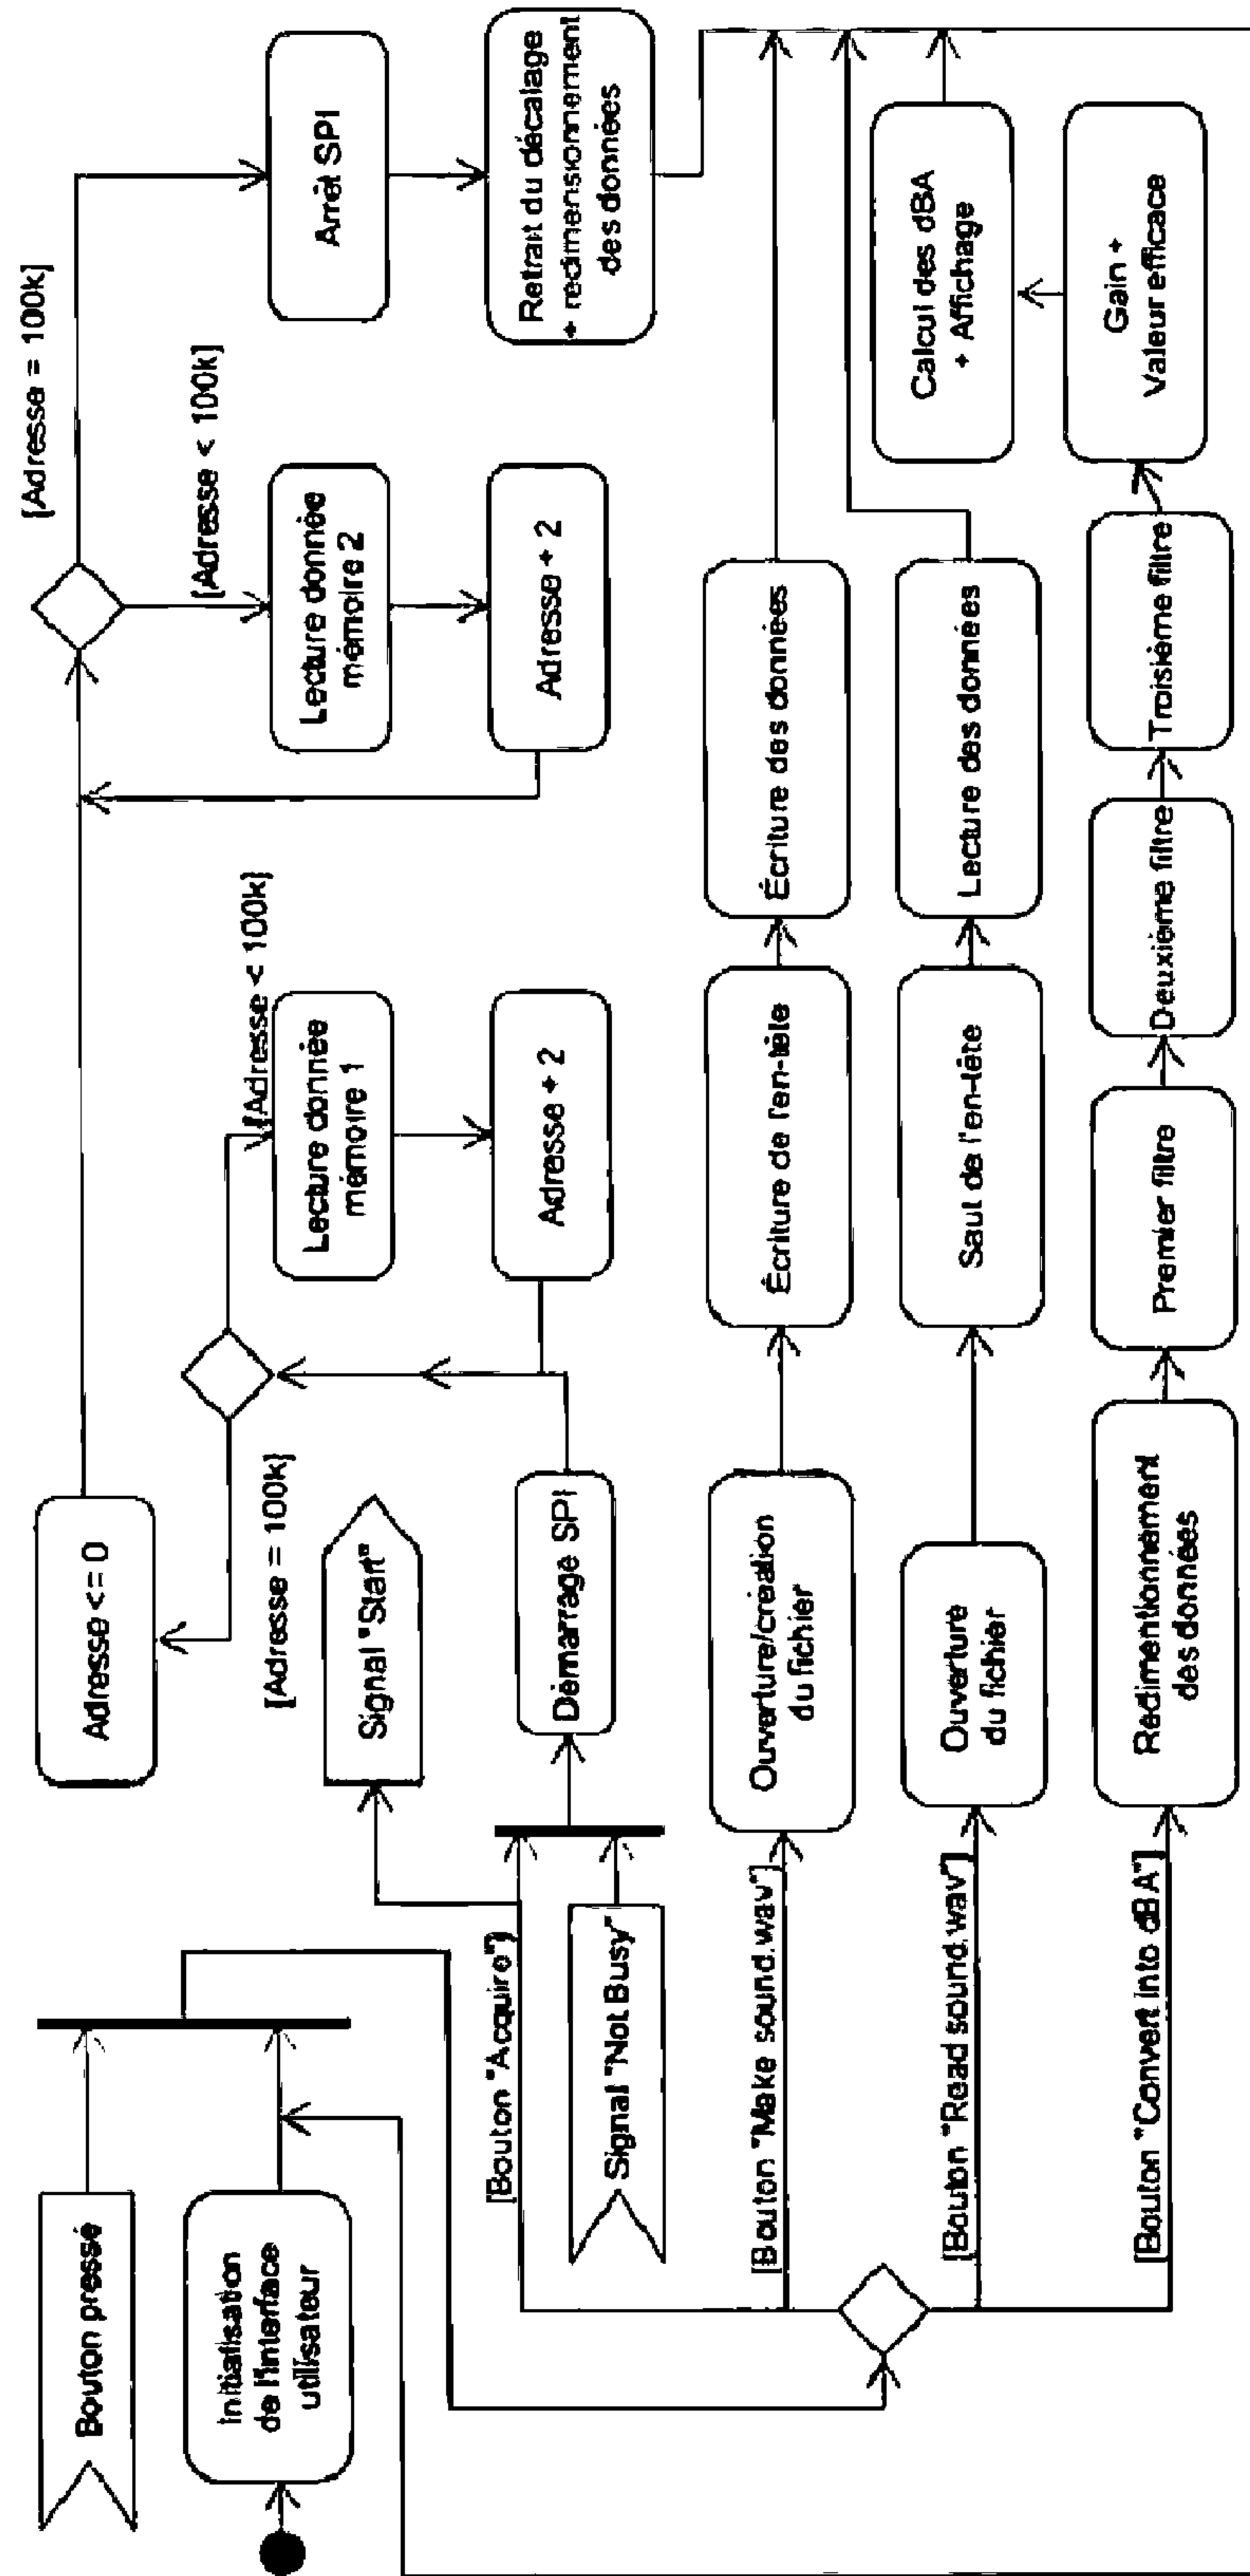 Bouton pressé
Initialisation
de l'interface
utilisateur
Adresse <= 0
[Adresse = 100k]
Signal "Start"
[Bouton "Acquire"]
Signal "Not Busy"
Démarrage SPI
[Adresse < 100k]
Lecture donnée
mémoire 1
Adresse + 2
[Adresse = 100k]
[Adresse < 100k]
Lecture donnée
mémoire 2
Adresse + 2
Arrêt SPI
Retrait du décalage
+ redimensionnement
des données
[Bouton "Make sound.wav"]
Ouverture/création
du fichier
Écriture de l'en-tête
Écriture des données
[Bouton "Read sound.wav"]
Ouverture
du fichier
Saut de l'en-tête
Lecture des données
[Bouton "Convert into dBA"]
Redimentionnement
des données
Premier filtre
Deuxième filtre
Troisième filtre
Gain +
Valeur efficace
Calcul des dBA
+ Affichage